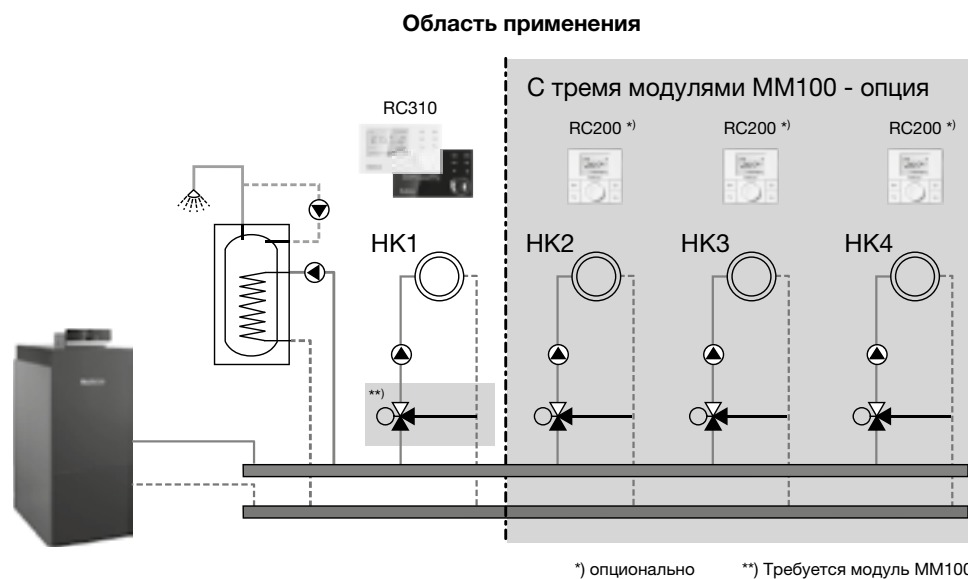 Область применения
С тремя модулями MM100 - опция
RC310
RC200 *)
RC200 *)
RC200 *)
HK1
HK2
HK3
HK4
**)
*) опционально
**) Требуется модуль MM100